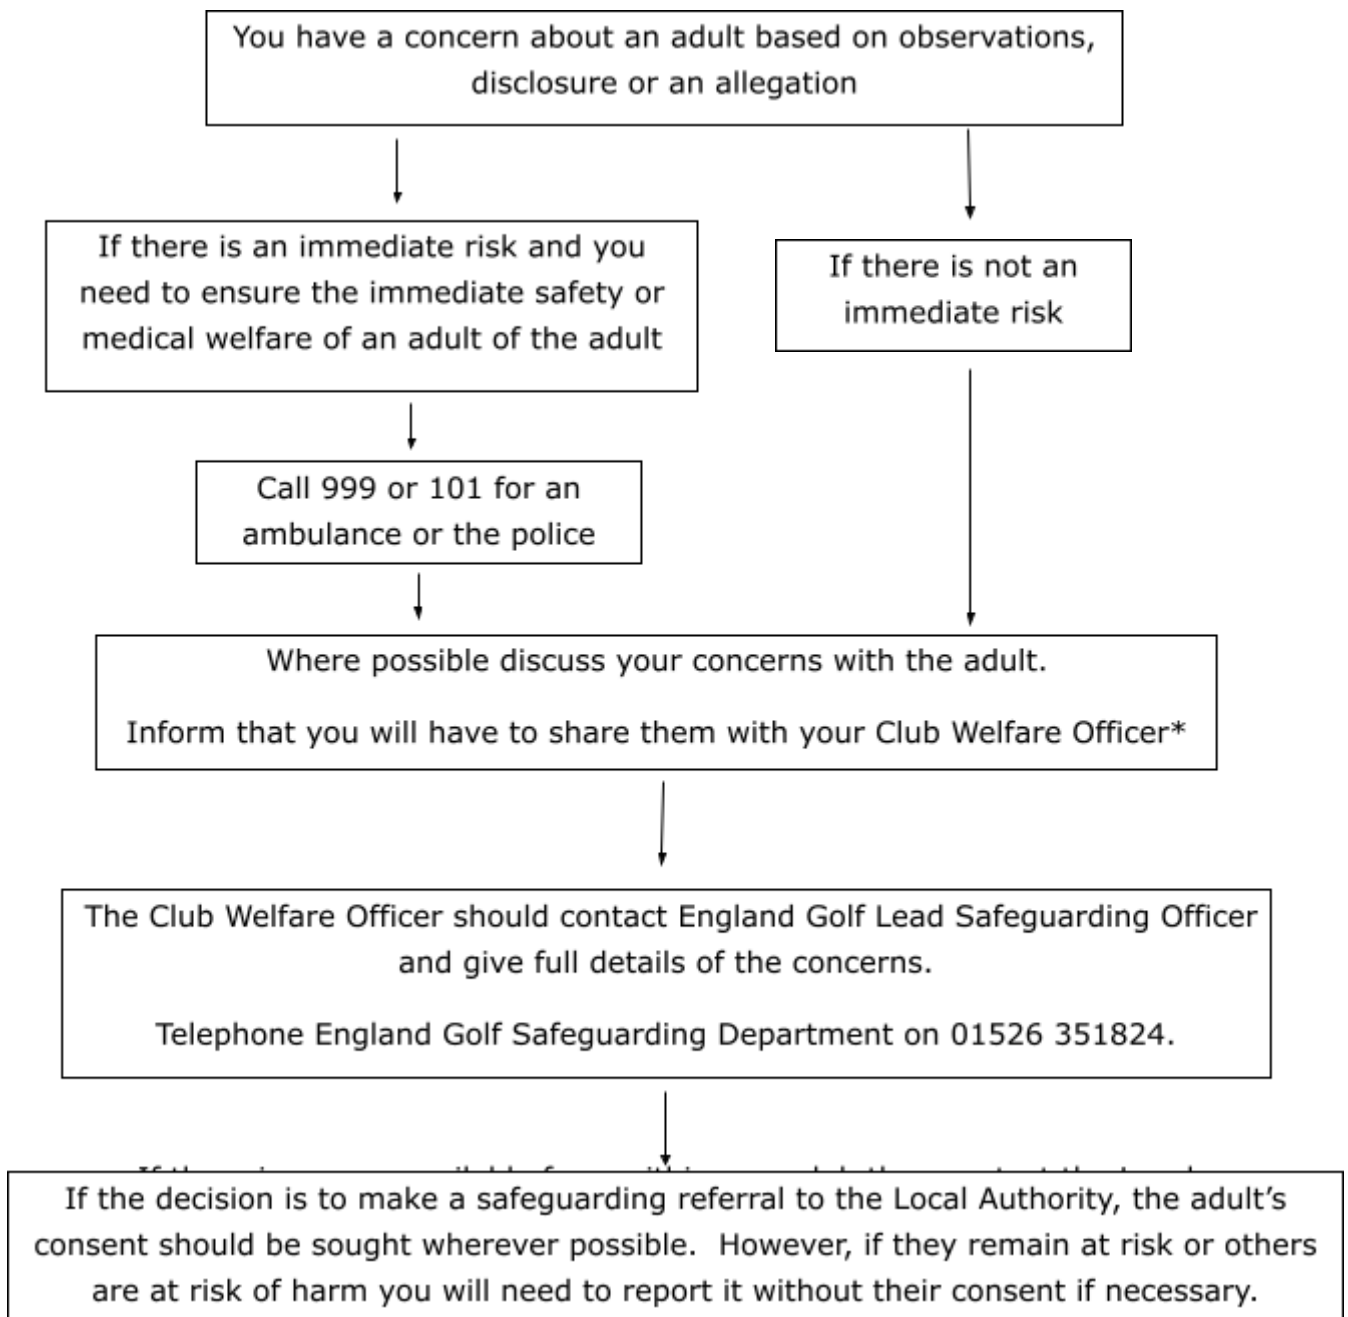 You have a concern about an adult based on observations,
disclosure or an allegation
If there is an immediate risk and you
need to ensure the immediate safety or
medical welfare of an adult of the adult
If there is not an
immediate risk
Call 999 or 101 for an
ambulance or the police
Where possible discuss your concerns with the adult.
Inform that you will have to share them with your Club Welfare Officer*
The Club Welfare Officer should contact England Golf Lead Safeguarding Officer
and give full details of the concerns.
Telephone England Golf Safeguarding Department on 01526 351824.
If the decision is to make a safeguarding referral to the Local Authority, the adult’s
consent should be sought wherever possible.  However, if they remain at risk or others
are at risk of harm you will need to report it without their consent if necessary.